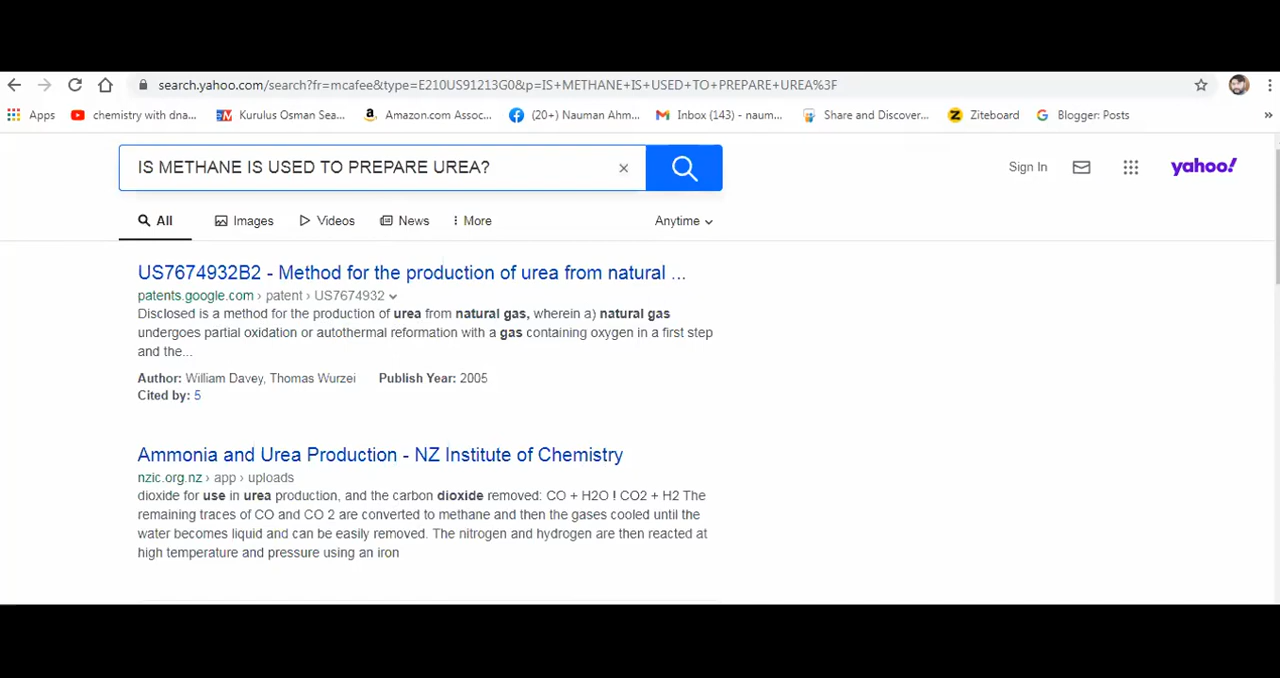 search.yahoo.com/search?fr=mcafee&type=E210US91213G0&p=IS+METHANE+IS+USED+TO+PREPARE+UREA%3F
Apps chemistry with dna... Kurulus Osman Sea... Amazon.com Assoc... (20+) Nauman Ahm... Inbox (143) - naum... Share and Discover... Ziteboard Blogger: Posts »
IS METHANE IS USED TO PREPARE UREA? × Sign In yahoo!
All Images Videos News More Anytime
US7674932B2 - Method for the production of urea from natural ...
patents.google.com › patent › US7674932
Disclosed is a method for the production of urea from natural gas, wherein a) natural gas
undergoes partial oxidation or autothermal reformation with a gas containing oxygen in a first step
and the...
Author: William Davey, Thomas Wurzei Publish Year: 2005
Cited by: 5
Ammonia and Urea Production - NZ Institute of Chemistry
nzic.org.nz › app › uploads
dioxide for use in urea production, and the carbon dioxide removed: CO + H2O ! CO2 + H2 The
remaining traces of CO and CO 2 are converted to methane and then the gases cooled until the
water becomes liquid and can be easily removed. The nitrogen and hydrogen are then reacted at
high temperature and pressure using an iron